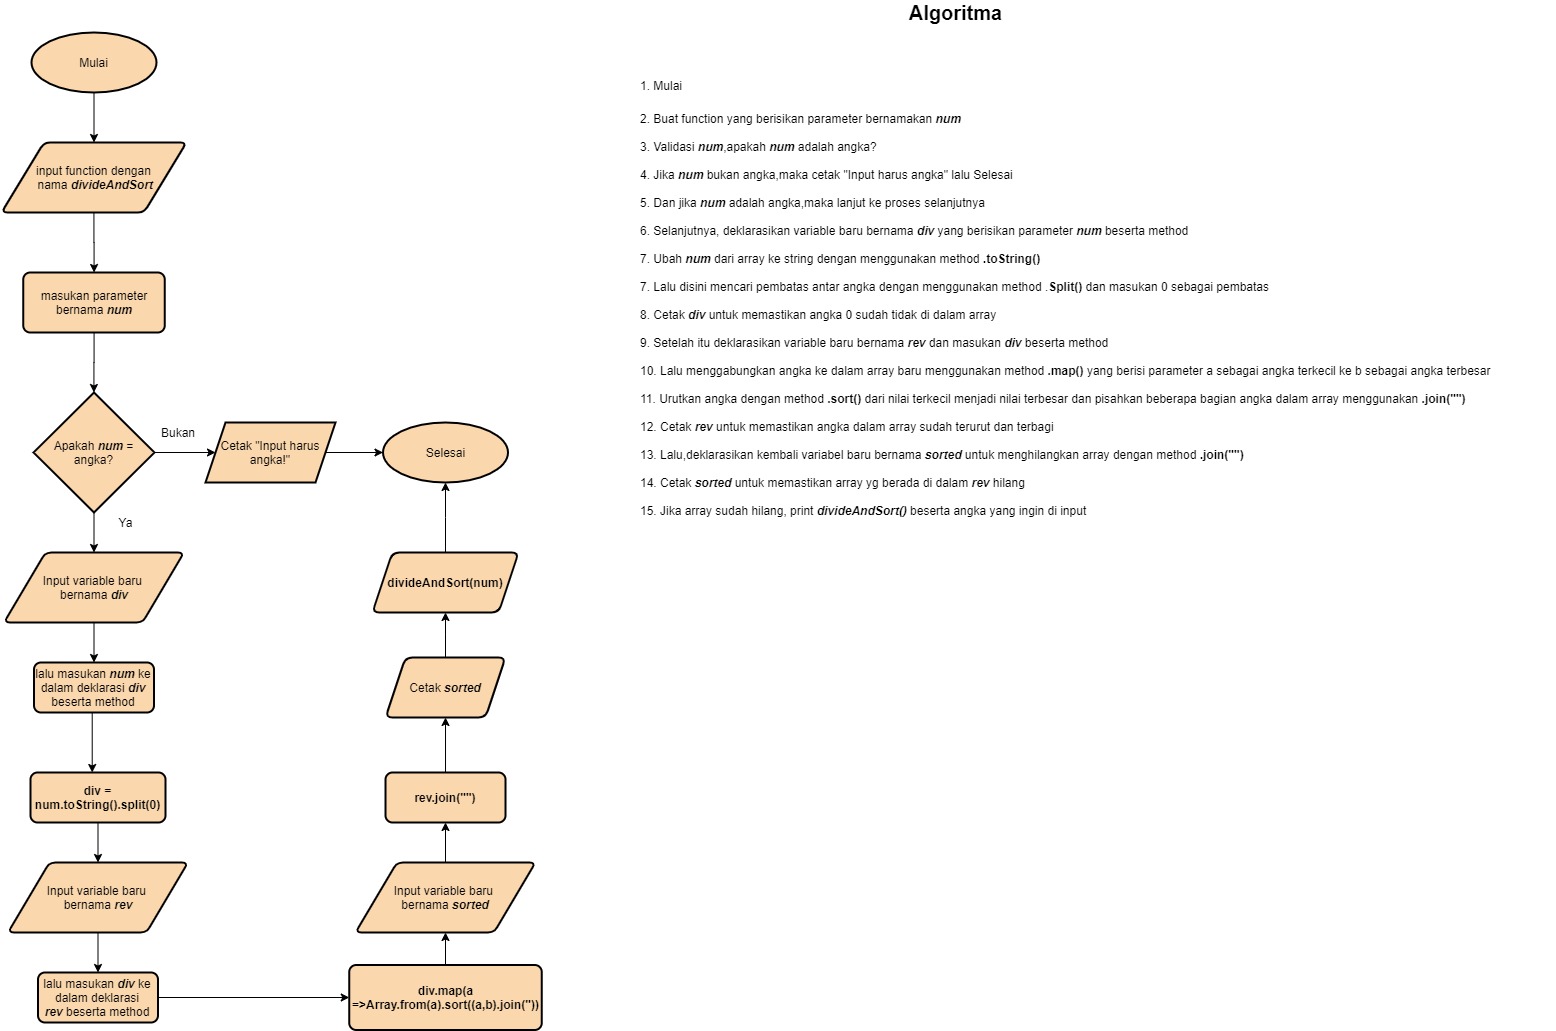 Algoritma
Mulai
input function dengan
nama divideAndSort
masukan parameter
bernama num
Apakah num =
angka?
Bukan
Cetak "Input harus
angka!"
Selesai
Ya
Input variable baru
bernama div
lalu masukan num ke
dalam deklarasi div
beserta method
div =
num.toString().split(0)
Input variable baru
bernama rev
lalu masukan div ke
dalam deklarasi
rev beserta method
div.map(a
=>Array.from(a).sort((a,b).join(''))
Input variable baru
bernama sorted
rev.join("")
Cetak sorted
divideAndSort(num)
1. Mulai
2. Buat function yang berisikan parameter bernamakan num
3. Validasi num,apakah num adalah angka?
4. Jika num bukan angka,maka cetak "Input harus angka" lalu Selesai
5. Dan jika num adalah angka,maka lanjut ke proses selanjutnya
6. Selanjutnya, deklarasikan variable baru bernama div yang berisikan parameter num beserta method
7. Ubah num dari array ke string dengan menggunakan method .toString()
7. Lalu disini mencari pembatas antar angka dengan menggunakan method .Split() dan masukan 0 sebagai pembatas
8. Cetak div untuk memastikan angka 0 sudah tidak di dalam array
9. Setelah itu deklarasikan variable baru bernama rev dan masukan div beserta method
10. Lalu menggabungkan angka ke dalam array baru menggunakan method .map() yang berisi parameter a sebagai angka terkecil ke b sebagai angka terbesar
11. Urutkan angka dengan method .sort() dari nilai terkecil menjadi nilai terbesar dan pisahkan beberapa bagian angka dalam array menggunakan .join("")
12. Cetak rev untuk memastikan angka dalam array sudah terurut dan terbagi
13. Lalu,deklarasikan kembali variabel baru bernama sorted untuk menghilangkan array dengan method .join("")
14. Cetak sorted untuk memastikan array yg berada di dalam rev hilang
15. Jika array sudah hilang, print divideAndSort() beserta angka yang ingin di input